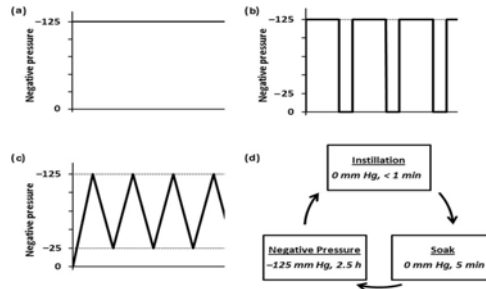 (a)
−125
Negative pressure
0
(b)
−125
Negative pressure
−25
0
(c)
−125
Negative pressure
−25
0
(d)
Instillation
0 mm Hg, < 1 min
Negative Pressure
−125 mm Hg, 2.5 h
Soak
0 mm Hg, 5 min